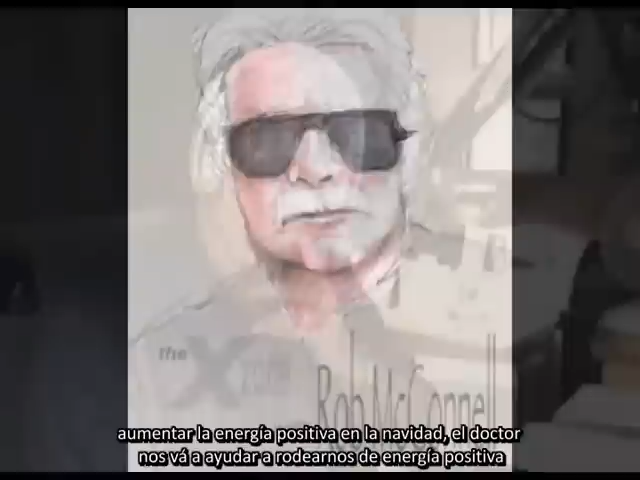 the X Zone
Rob McConnell
aumentar la energía positiva en la navidad, el doctor
nos vá a ayudar a rodearnos de energía positiva